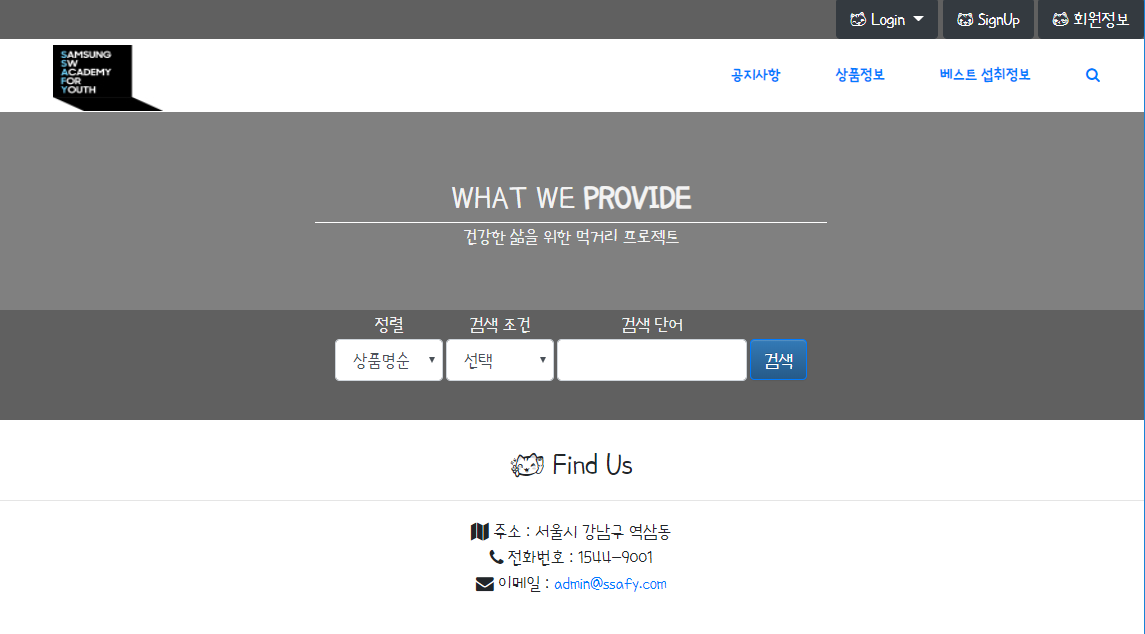 Login SignUp 회원정보
SAMSUNG
SW
ACADEMY
FOR
YOUTH
공지사항 상품정보 베스트 섭취정보
WHAT WE PROVIDE
건강한 삶을 위한 먹거리 프로젝트
정렬 검색 조건 검색 단어
상품명순 선택 검색
Find Us
주소 : 서울시 강남구 역삼동
전화번호 : 1544-9001
이메일 : admin@ssafy.com